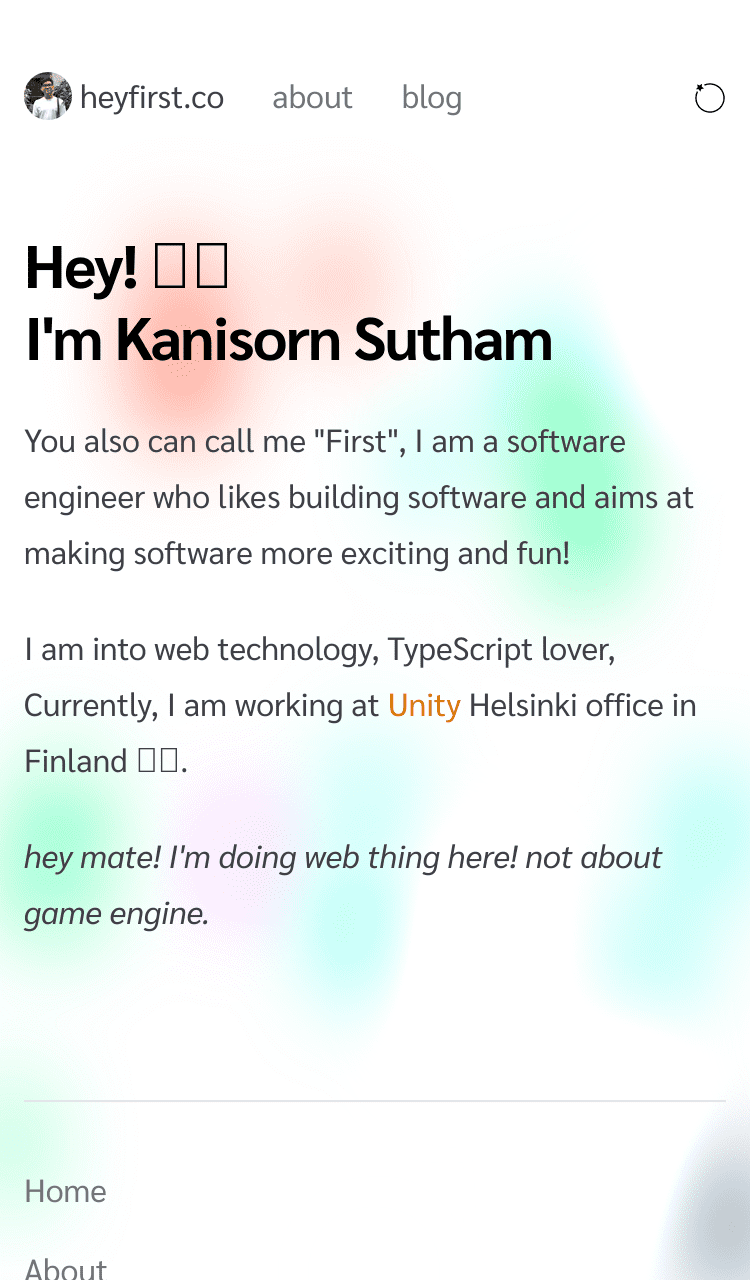 heyfirst.co about blog
Hey! 
I'm Kanisorn Sutham
You also can call me "First", I am a software
engineer who likes building software and aims at
making software more exciting and fun!
I am into web technology, TypeScript lover,
Currently, I am working at Unity Helsinki office in
Finland .
hey mate! I'm doing web thing here! not about
game engine.
Home
About